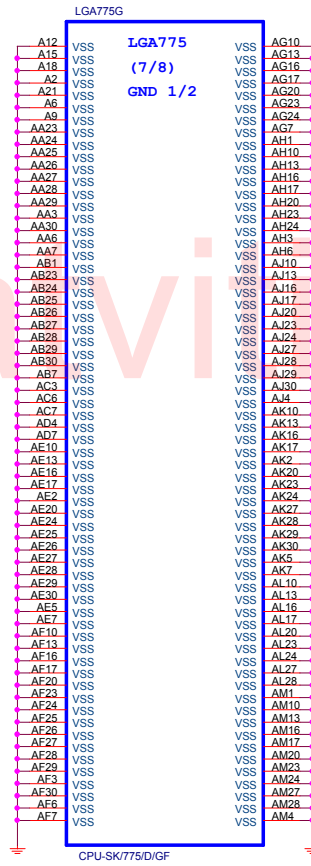 LGA775G
A12 VSS LGA775 VSS AG10
A15 VSS VSS AG13
A18 VSS (7/8) VSS AG16
A2 VSS VSS AG17
A21 VSS GND 1/2 VSS AG20
A6 VSS VSS AG23
A9 VSS VSS AG24
AA23 VSS VSS AG7
AA24 VSS VSS AH1
AA25 VSS VSS AH10
AA26 VSS VSS AH13
AA27 VSS VSS AH16
AA28 VSS VSS AH17
AA29 VSS VSS AH20
AA3 VSS VSS AH23
AA30 VSS VSS AH24
AA6 VSS VSS AH3
AA7 VSS VSS AH6
AB1 VSS VSS AJ10
AB23 VSS VSS AJ13
AB24 VSS VSS AJ16
AB25 VSS VSS AJ17
AB26 VSS VSS AJ20
AB27 VSS VSS AJ23
AB28 VSS VSS AJ24
AB29 VSS VSS AJ27
AB30 VSS VSS AJ28
AB7 VSS VSS AJ29
AC3 VSS VSS AJ30
AC6 VSS VSS AJ4
AC7 VSS VSS AK10
AD4 VSS VSS AK13
AD7 VSS VSS AK16
AE10 VSS VSS AK17
AE13 VSS VSS AK2
AE16 VSS VSS AK20
AE17 VSS VSS AK23
AE2 VSS VSS AK24
AE20 VSS VSS AK27
AE24 VSS VSS AK28
AE25 VSS VSS AK29
AE26 VSS VSS AK30
AE27 VSS VSS AK5
AE28 VSS VSS AK7
AE29 VSS VSS AL10
AE30 VSS VSS AL13
AE5 VSS VSS AL16
AE7 VSS VSS AL17
AF10 VSS VSS AL20
AF13 VSS VSS AL23
AF16 VSS VSS AL24
AF17 VSS VSS AL27
AF20 VSS VSS AL28
AF23 VSS VSS AM1
AF24 VSS VSS AM10
AF25 VSS VSS AM13
AF26 VSS VSS AM16
AF27 VSS VSS AM17
AF28 VSS VSS AM20
AF29 VSS VSS AM23
AF3 VSS VSS AM24
AF30 VSS VSS AM27
AF6 VSS VSS AM28
AF7 VSS VSS AM4
CPU-SK/775/D/GF